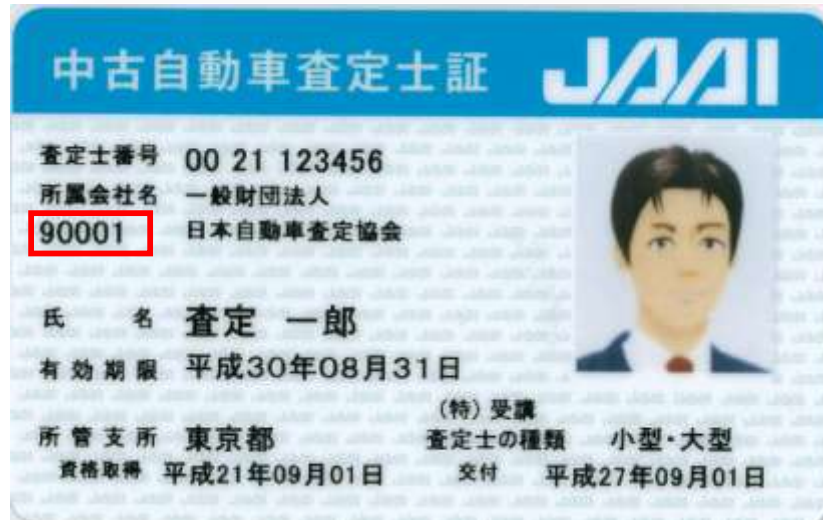 中古自動車査定士証 JAAI
査定士番号 00 21 123456
所属会社名 一般財団法人
90001 日本自動車査定協会
氏 名 査定 一郎
有効期限 平成30年08月31日
(特)受講
所管支所 東京都 査定士の種類 小型・大型
資格取得 平成21年09月01日 交付 平成27年09月01日